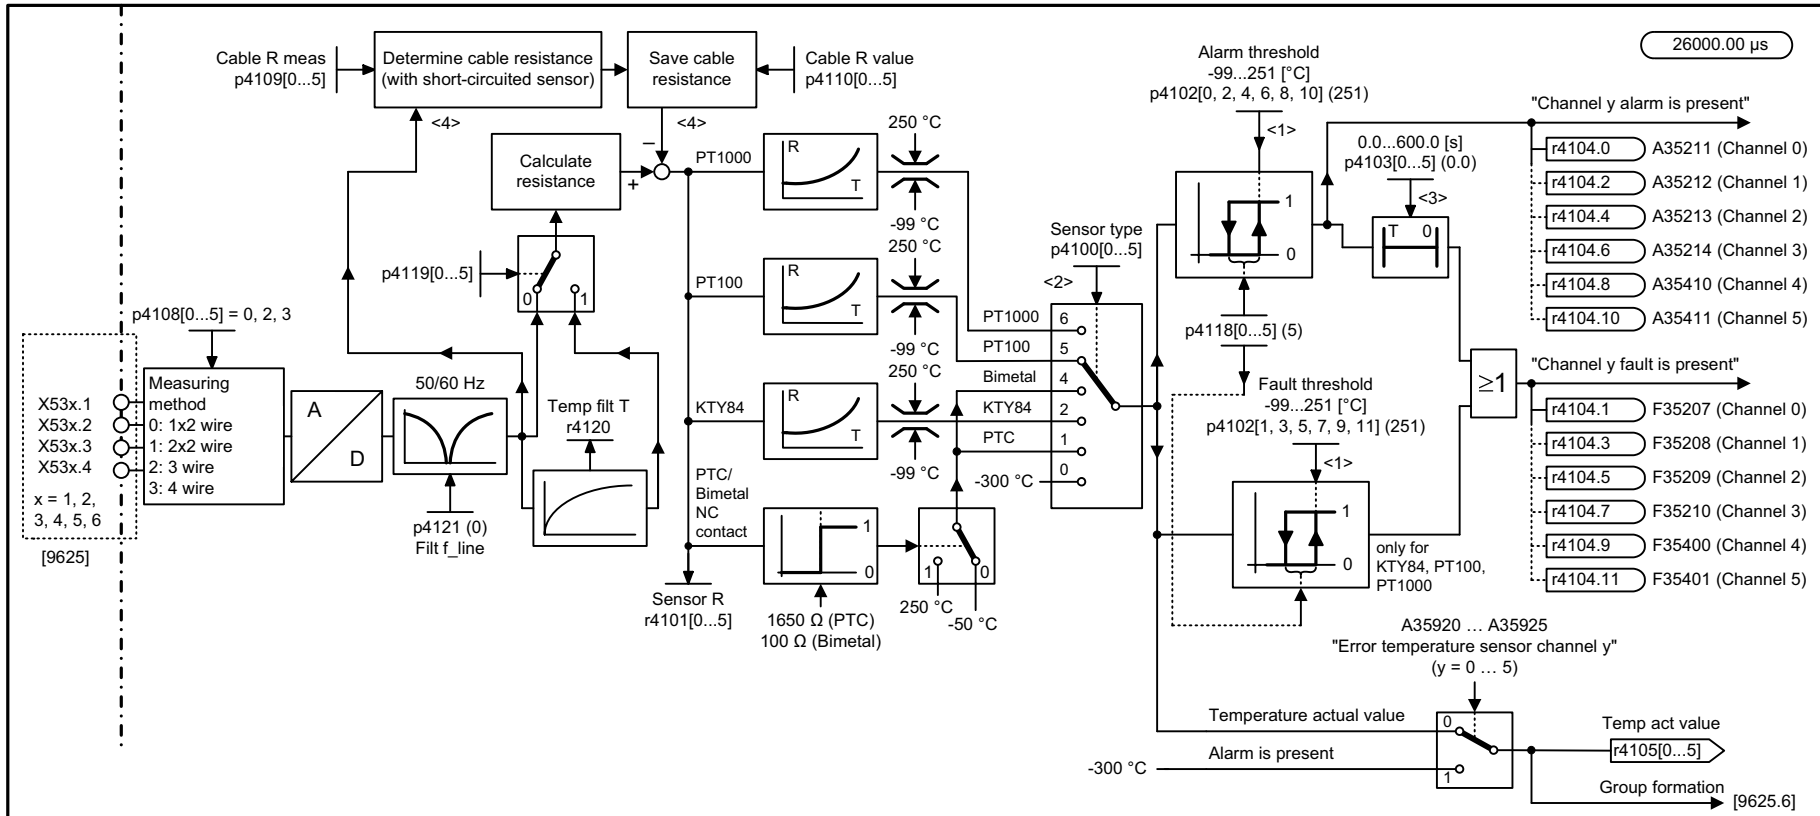 26000.00 µs
Cable R meas
p4109[0...5]
Determine cable resistance
(with short-circuited sensor)
Save cable
resistance
Cable R value
p4110[0...5]
<4>
<4>
Alarm threshold
-99...251 [°C]
p4102[0, 2, 4, 6, 8, 10] (251)
<1>
"Channel y alarm is present"
0.0...600.0 [s]
p4103[0...5] (0.0)
<3>
T 0
r4104.0 A35211 (Channel 0)
r4104.2 A35212 (Channel 1)
r4104.4 A35213 (Channel 2)
r4104.6 A35214 (Channel 3)
r4104.8 A35410 (Channel 4)
r4104.10 A35411 (Channel 5)
Calculate
resistance
–
+
p4119[0...5]
0 1
PT1000
R
T
250 °C
-99 °C
PT100
R
T
250 °C
-99 °C
KTY84
R
T
250 °C
-99 °C
PTC/
Bimetal
NC
contact
1
0
1650 Ω (PTC)
100 Ω (Bimetal)
1 0
250 °C
-50 °C
Sensor R
r4101[0...5]
Sensor type
p4100[0...5]
<2>
PT1000 6
PT100 5
Bimetal 4
KTY84 2
PTC 1
-300 °C 0
1
0
p4118[0...5] (5)
Fault threshold
-99...251 [°C]
p4102[1, 3, 5, 7, 9, 11] (251)
<1>
1
0
only for
KTY84, PT100,
PT1000
≥1
"Channel y fault is present"
r4104.1 F35207 (Channel 0)
r4104.3 F35208 (Channel 1)
r4104.5 F35209 (Channel 2)
r4104.7 F35210 (Channel 3)
r4104.9 F35400 (Channel 4)
r4104.11 F35401 (Channel 5)
p4108[0...5] = 0, 2, 3
X53x.1
X53x.2
X53x.3
X53x.4
x = 1, 2,
3, 4, 5, 6
[9625]
Measuring
method
0: 1x2 wire
1: 2x2 wire
2: 3 wire
3: 4 wire
A
D
50/60 Hz
p4121 (0)
Filt f_line
Temp filt T
r4120
A35920 … A35925
"Error temperature sensor channel y"
(y = 0 … 5)
Temperature actual value
0
-300 °C
Alarm is present
1
Temp act value
r4105[0...5]
Group formation
[9625.6]